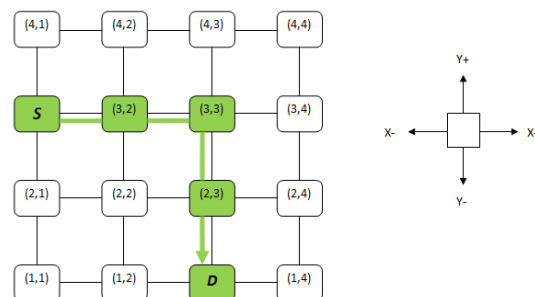 (4,1) (4,2) (4,3) (4,4)
Y+
S (3,2) (3,3) (3,4)
X- X-
(2,1) (2,2) (2,3) (2,4)
Y-
(1,1) (1,2) D (1,4)